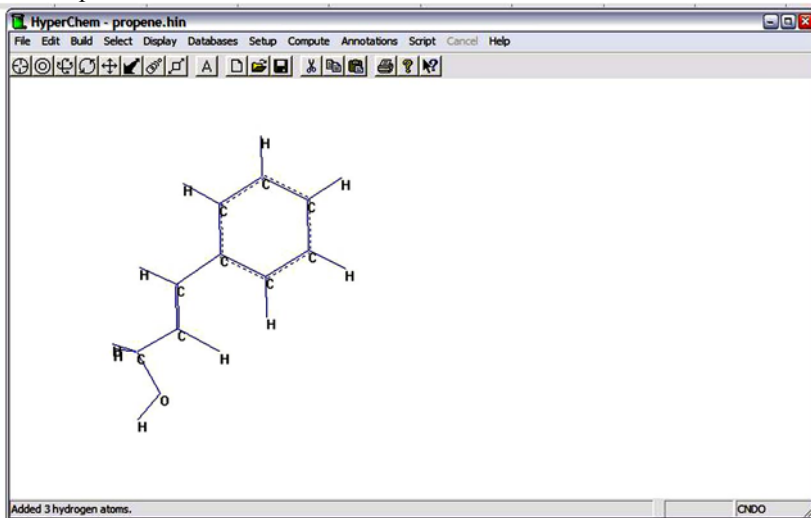 HyperChem - propene.hin
File Edit Build Select Display Databases Setup Compute Annotations Script Cancel Help
A
H
H C H
C C
C C
H C H
C
H
H C C H
O
H
Added 3 hydrogen atoms. CNDO